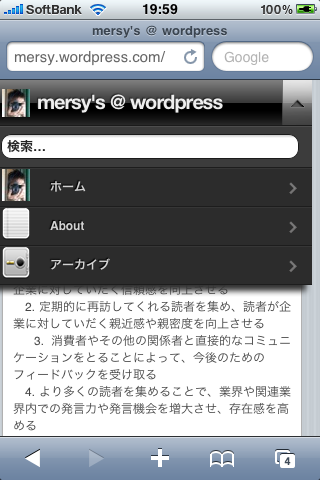 SoftBank 19:59 100%
mersy's @ wordpress
mersy.wordpress.com/ Google
mersy's @ wordpress
検索...
ホーム
About
アーカイブ
企業に対していだく信頼感を向上させる
2. 定期的に再訪してくれる読者を集め、読者が企
業に対していだく親近感や親密度を向上させる
3. 消費者やその他の関係者と直接的なコミュニ
ケーションをとることによって、今後のための
フィードバックを受け取る
4. より多くの読者を集めることで、業界や関連業
界内での発言力や発言機会を増大させ、存在感を高
める
4